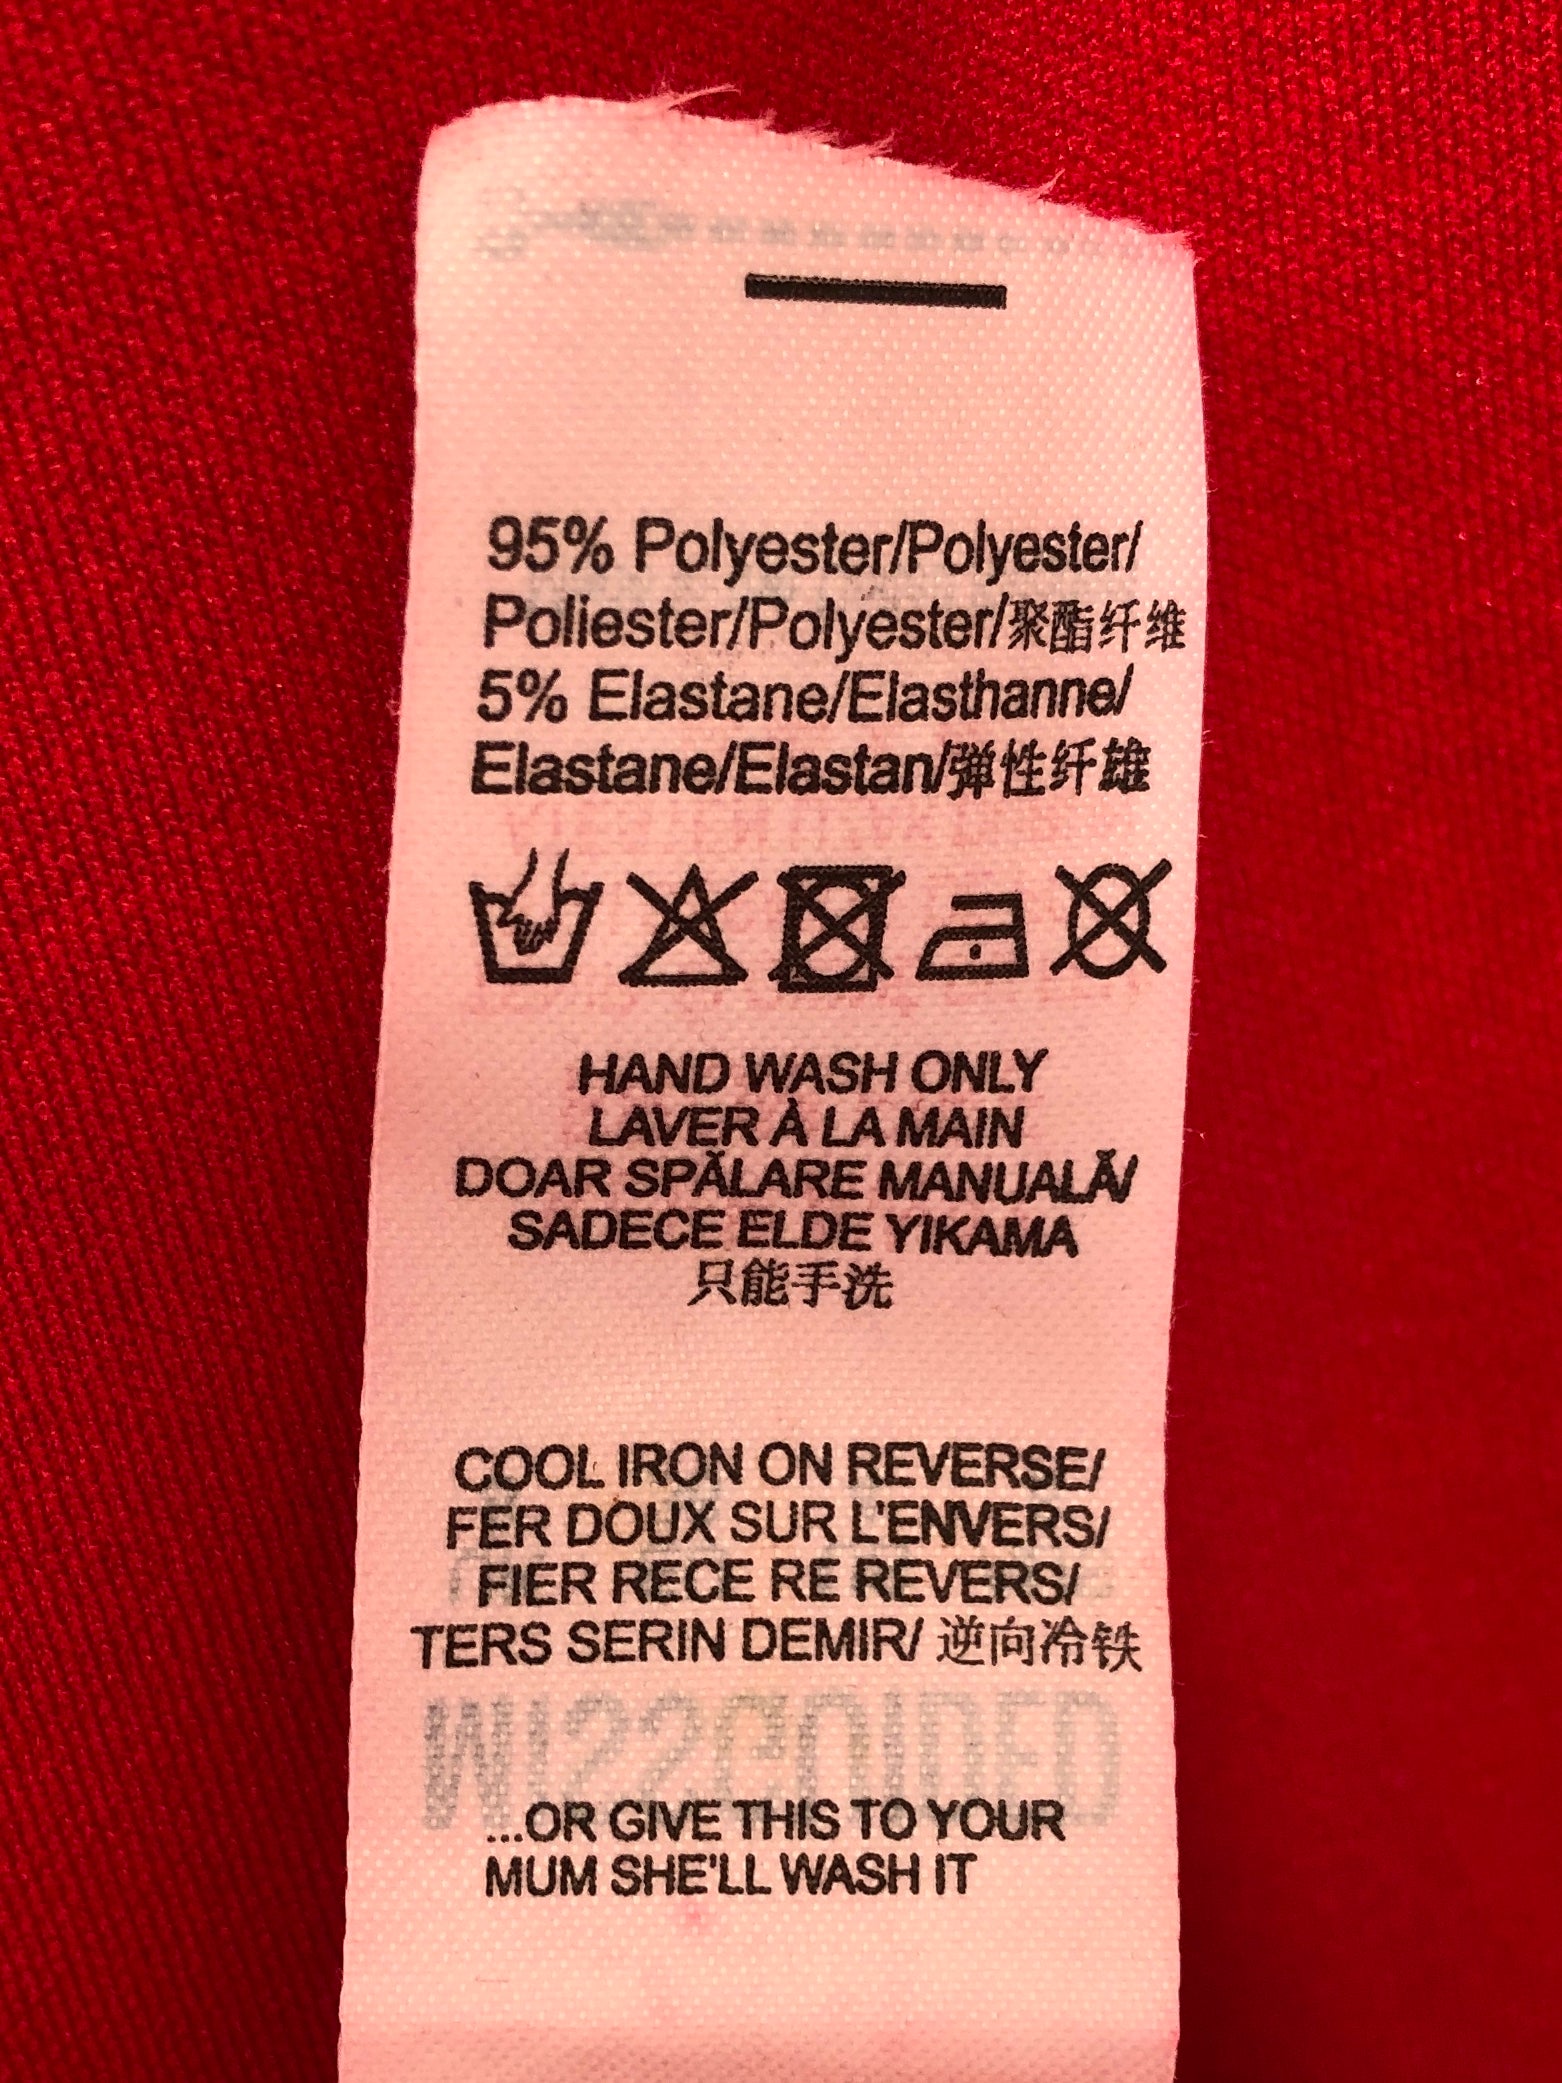 95% Polyester/Polyester/
Poliester/Polyester/聚酯纤维
5% Elastane/Elasthanne/
Elastane/Elastan/弹性纤雄
HAND WASH ONLY
LAVER À LA MAIN
DOAR SPĂLARE MANUALĂ/
SADECE ELDE YIKAMA
只能手洗
COOL IRON ON REVERSE/
FER DOUX SUR L'ENVERS/
FIER RECE RE REVERS/
TERS SERIN DEMIR/ 逆向冷铁
...OR GIVE THIS TO YOUR
MUM SHE'LL WASH IT